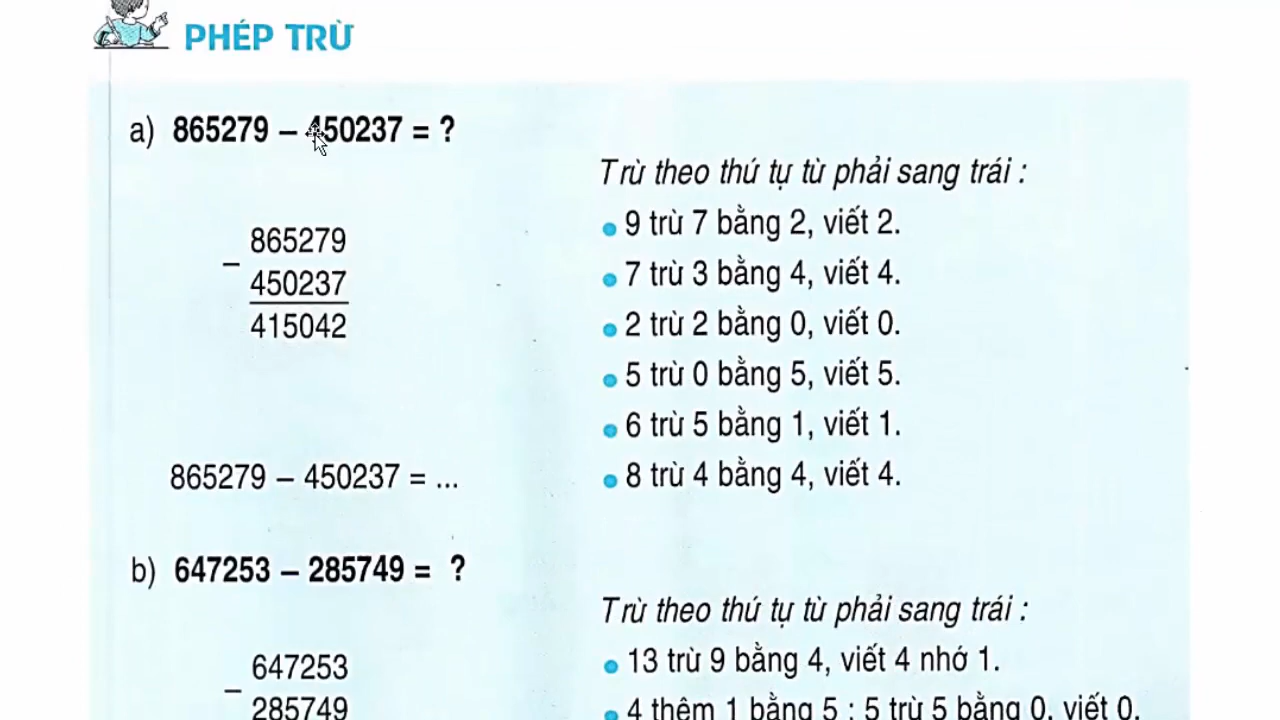 PHÉP TRỪ
a) 865279 – 450237 = ?
Trừ theo thứ tự từ phải sang trái :
865279
–
450237
415042
• 9 trừ 7 bằng 2, viết 2.
• 7 trừ 3 bằng 4, viết 4.
• 2 trừ 2 bằng 0, viết 0.
• 5 trừ 0 bằng 5, viết 5.
• 6 trừ 5 bằng 1, viết 1.
• 8 trừ 4 bằng 4, viết 4.
865279 – 450237 = ...
b) 647253 – 285749 = ?
Trừ theo thứ tự từ phải sang trái :
647253
–
285749
• 13 trừ 9 bằng 4, viết 4 nhớ 1.
• 4 thêm 1 bằng 5 ; 5 trừ 5 bằng 0, viết 0.